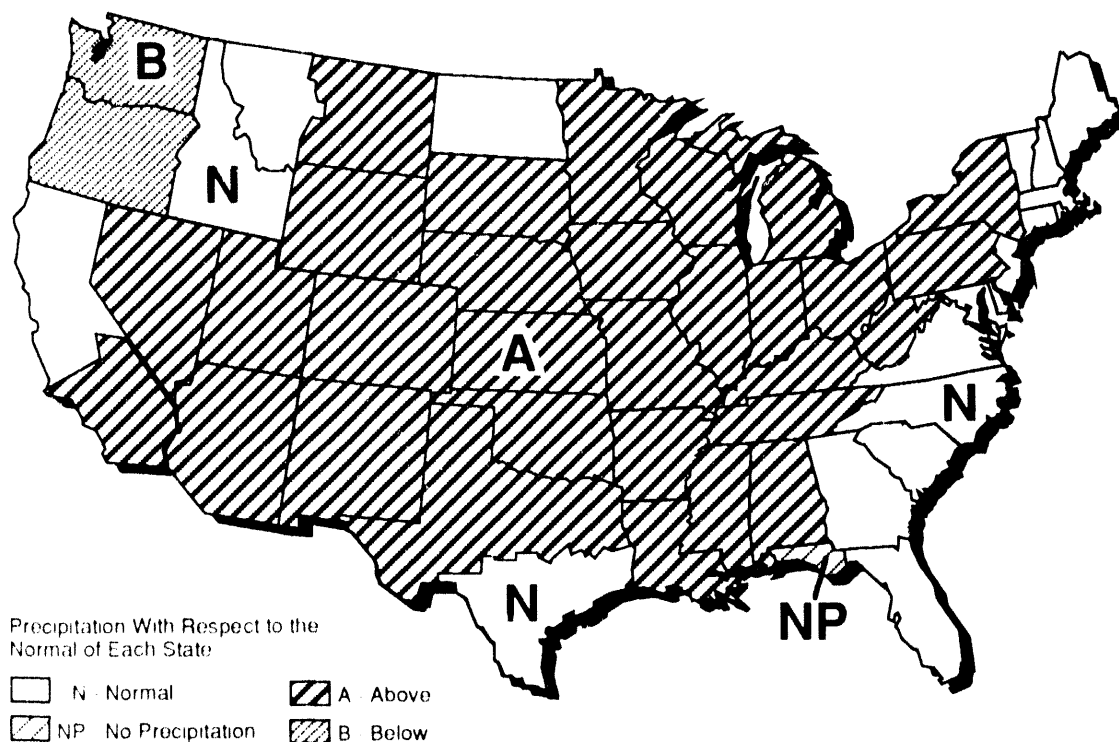 B
N
A
N
N
NP
Precipitation With Respect to the
Normal of Each State
N - Normal
A - Above
NP - No Precipitation
B - Below